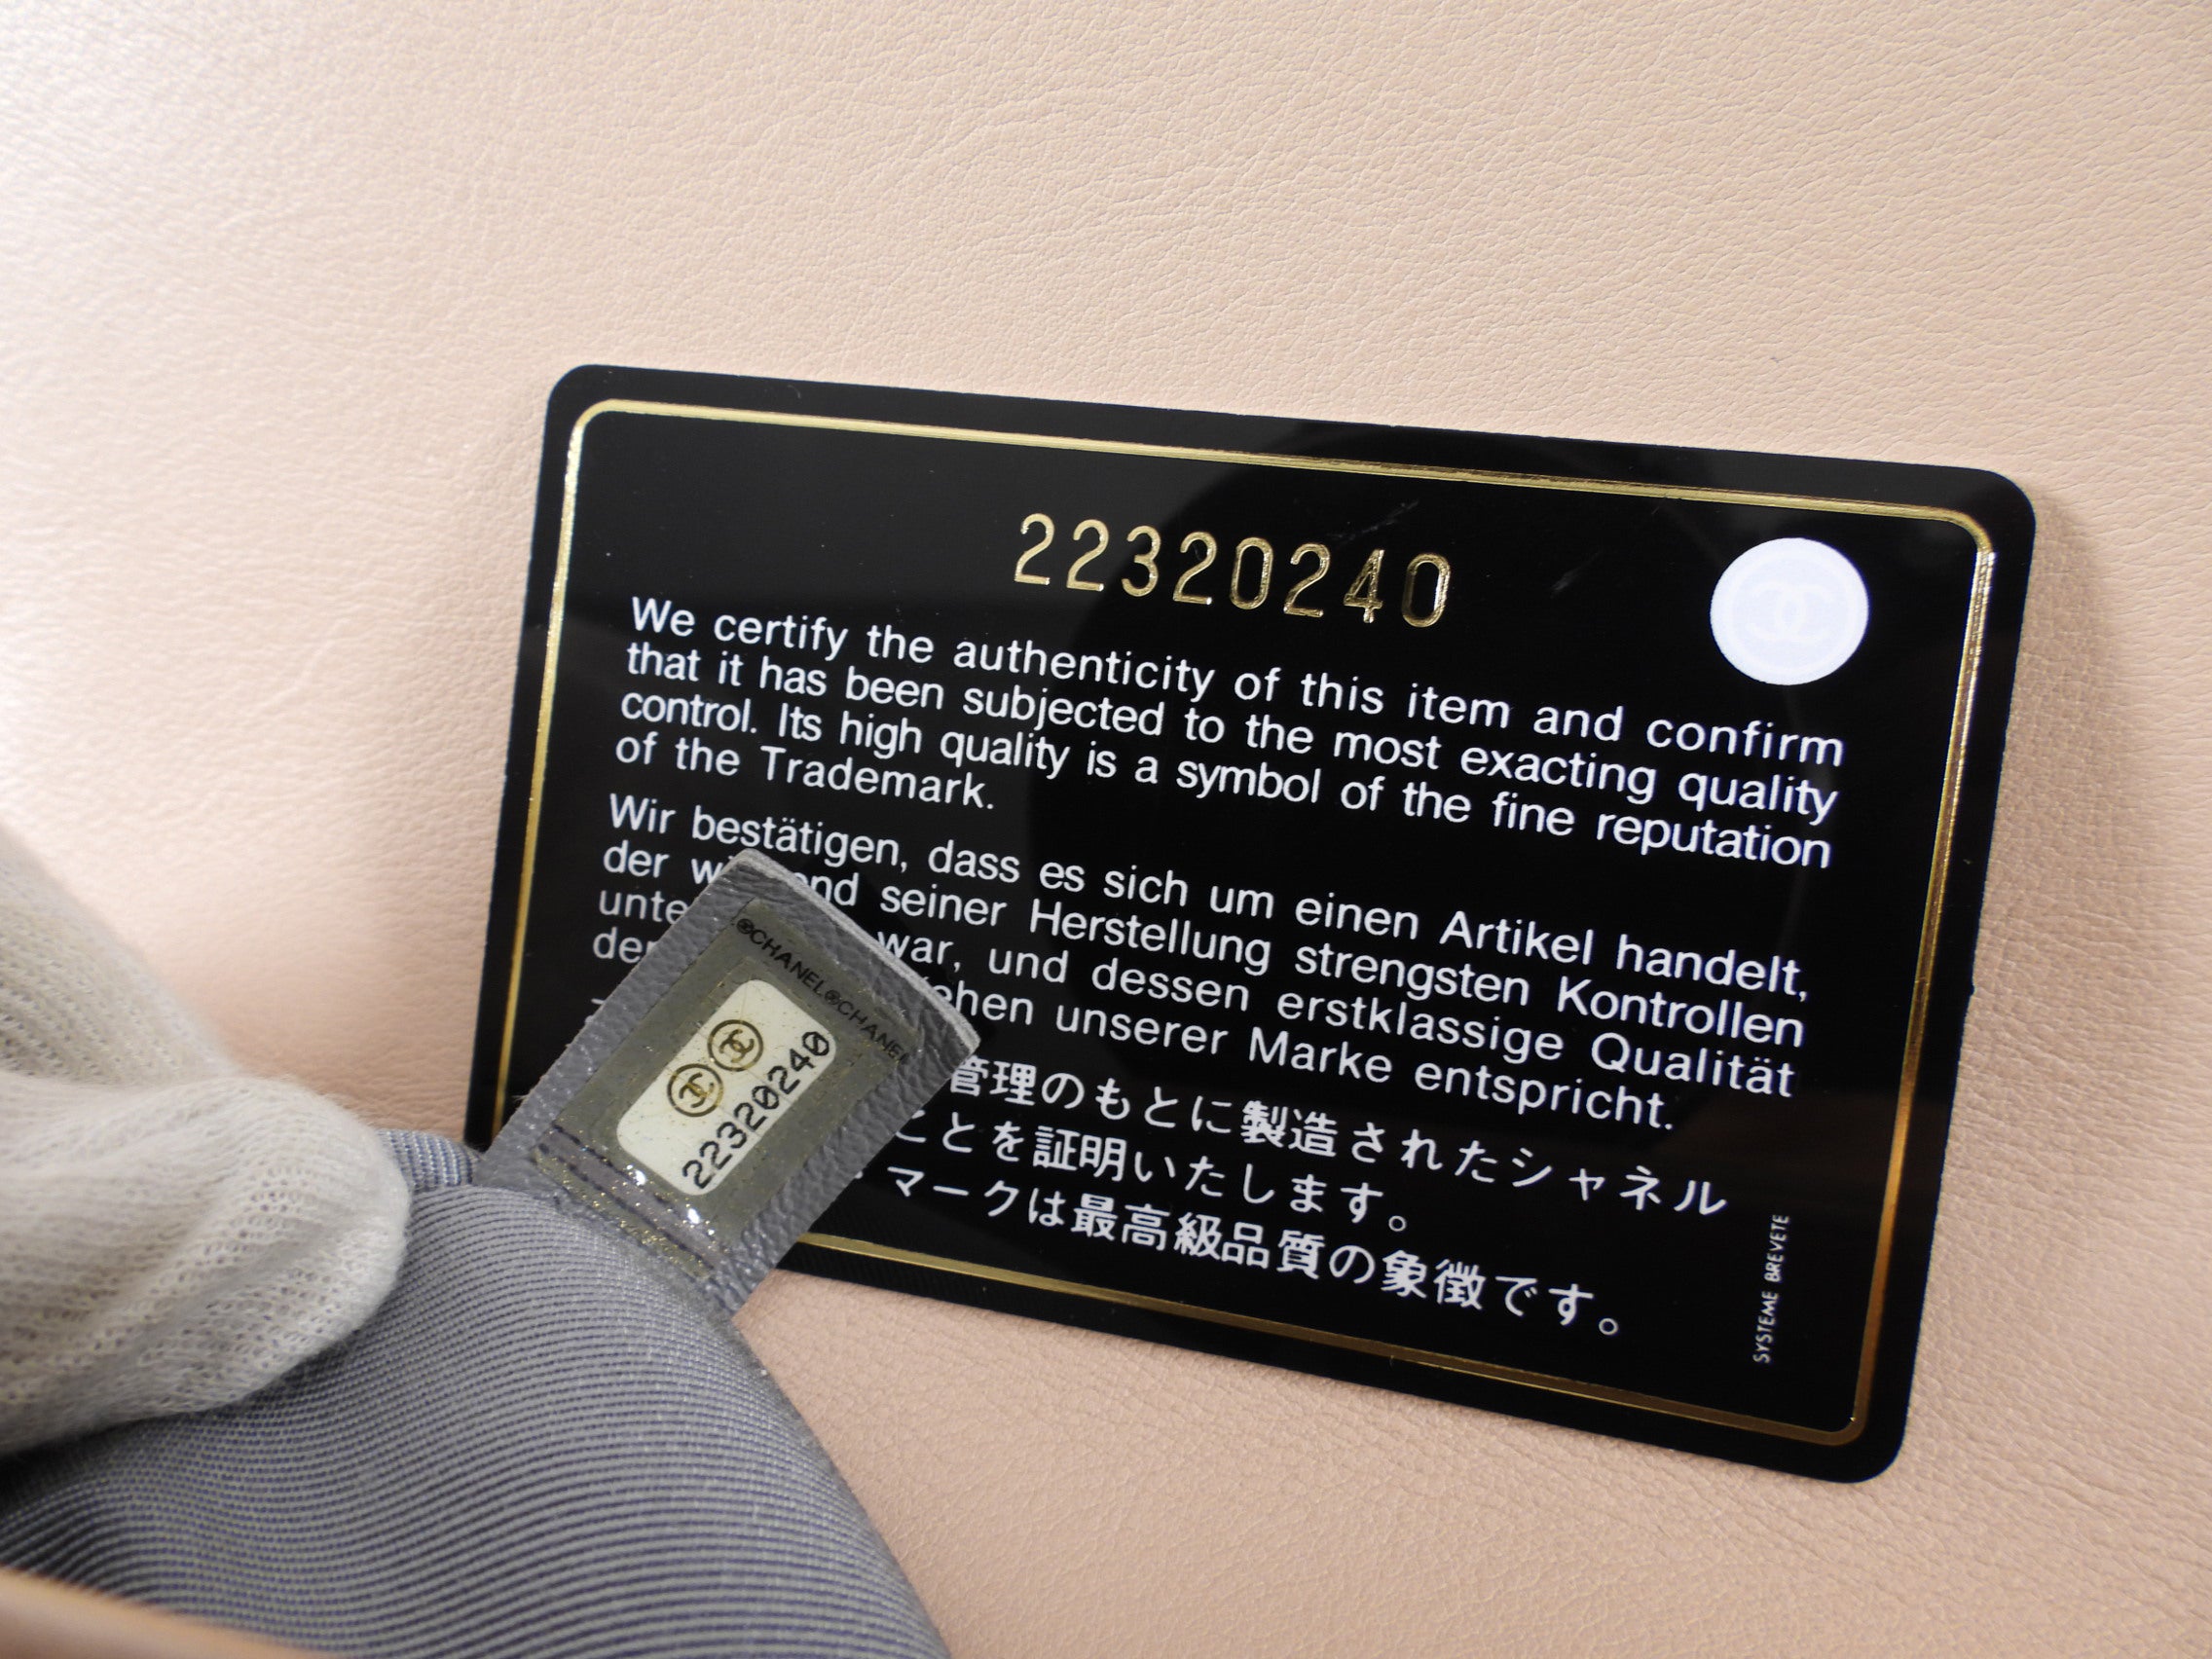 22320240
We certify the authenticity of this item and confirm
that it has been subjected to the most exacting quality
control. Its high quality is a symbol of the fine reputation
of the Trademark.
Wir bestätigen, dass es sich um einen Artikel handelt,
der seiner Herstellung strengsten Kontrollen
war, und dessen erstklassige Qualität
unserer Marke entspricht.
管理のもとに製造されたシャネル
ことを証明いたします。
マークは最高級品質の象徴です。
SYSTEME BREVETE
®CHANEL®CHANEL
22320240